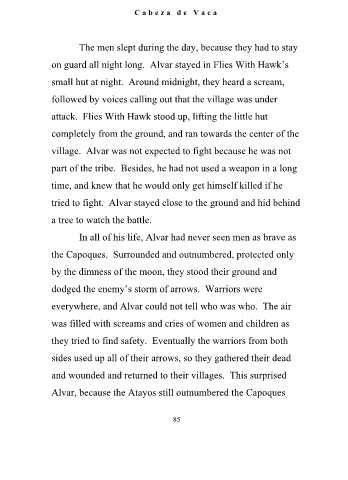 Cabeza de Vaca
The men slept during the day, because they had to stay
on guard all night long.  Alvar stayed in Flies With Hawk's
small hut at night.  Around midnight, they heard a scream,
followed by voices calling out that the village was under
attack.  Flies With Hawk stood up, lifting the little hut
completely from the ground, and ran towards the center of the
village.  Alvar was not expected to fight because he was not
part of the tribe.  Besides, he had not used a weapon in a long
time, and knew that he would only get himself killed if he
tried to fight.  Alvar stayed close to the ground and hid behind
a tree to watch the battle.
In all of his life, Alvar had never seen men as brave as
the Capoques.  Surrounded and outnumbered, protected only
by the dimness of the moon, they stood their ground and
dodged the enemy's storm of arrows.  Warriors were
everywhere, and Alvar could not tell who was who.  The air
was filled with screams and cries of women and children as
they tried to find safety.  Eventually the warriors from both
sides used up all of their arrows, so they gathered their dead
and wounded and returned to their villages.  This surprised
Alvar, because the Atayos still outnumbered the Capoques
85